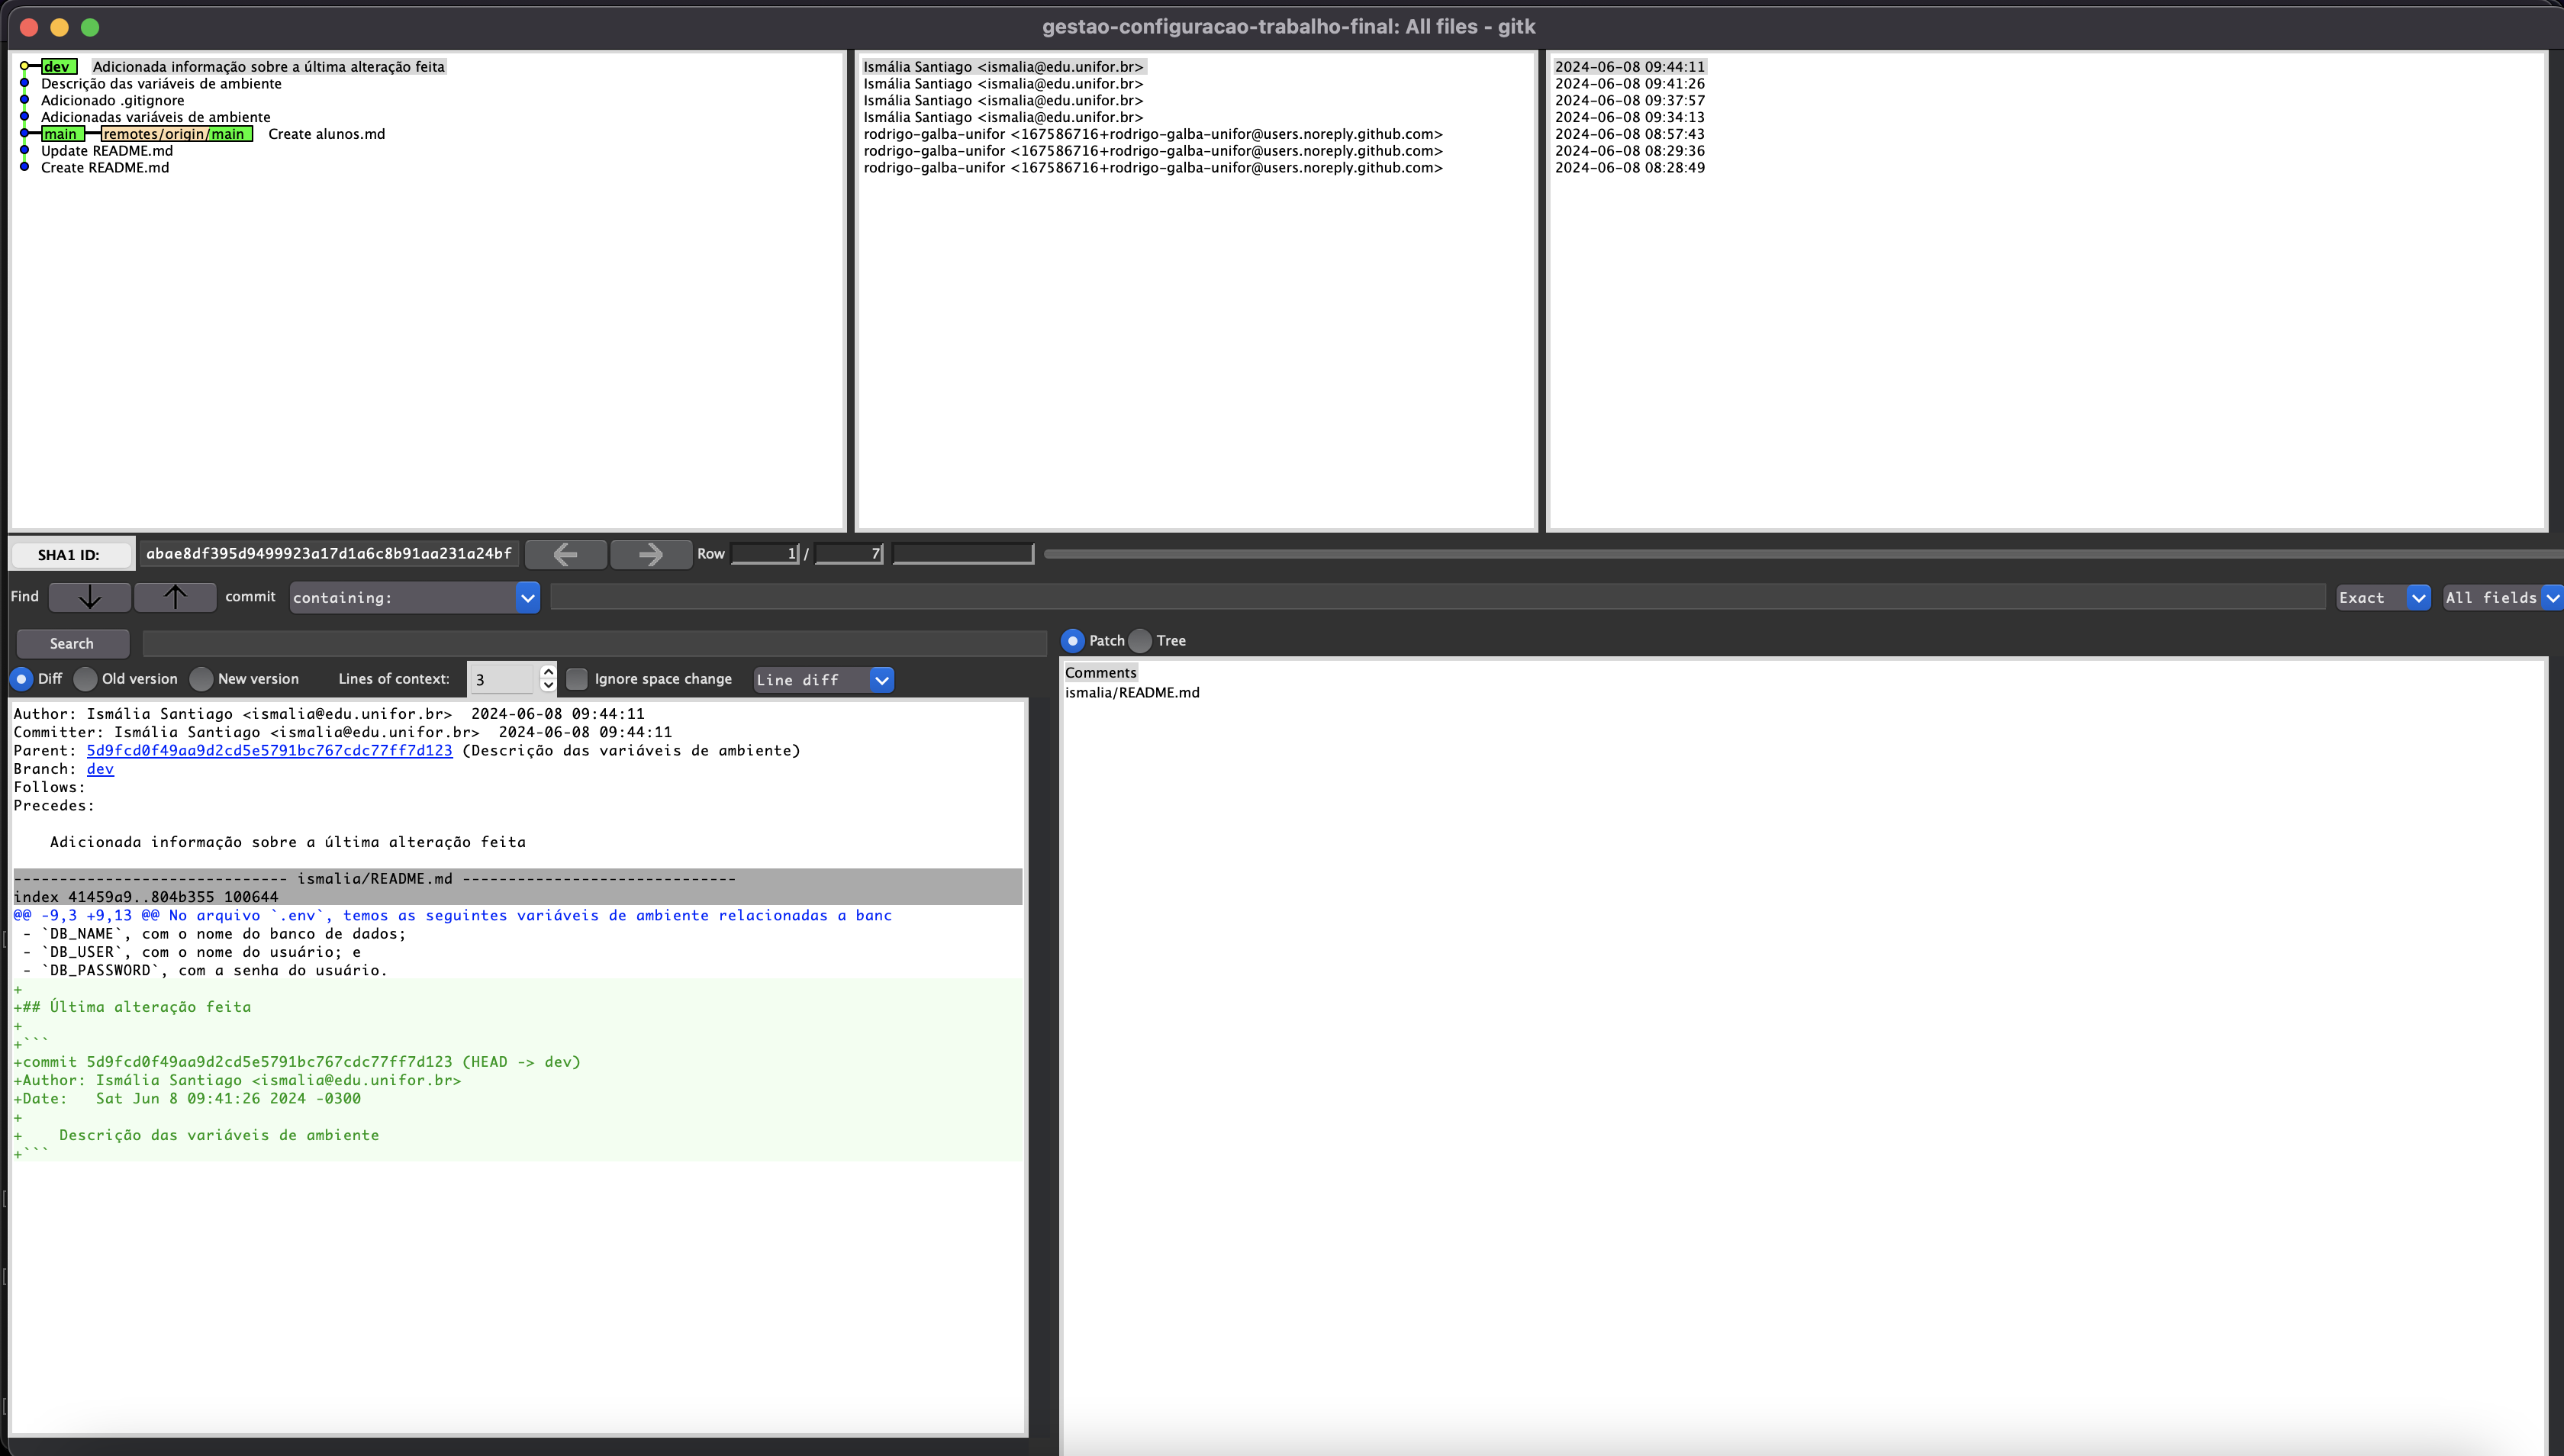 gestao-configuracao-trabalho-final: All files - gitk
dev Adicionada informação sobre a última alteração feita Ismália Santiago <ismalia@edu.unifor.br> 2024-06-08 09:44:11
Descrição das variáveis de ambiente Ismália Santiago <ismalia@edu.unifor.br> 2024-06-08 09:41:26
Adicionado .gitignore Ismália Santiago <ismalia@edu.unifor.br> 2024-06-08 09:37:57
Adicionadas variáveis de ambiente Ismália Santiago <ismalia@edu.unifor.br> 2024-06-08 09:34:13
main remotes/origin/main Create alunos.md rodrigo-galba-unifor <167586716+rodrigo-galba-unifor@users.noreply.github.com> 2024-06-08 08:57:43
Update README.md rodrigo-galba-unifor <167586716+rodrigo-galba-unifor@users.noreply.github.com> 2024-06-08 08:29:36
Create README.md rodrigo-galba-unifor <167586716+rodrigo-galba-unifor@users.noreply.github.com> 2024-06-08 08:28:49
SHA1 ID: abae8df395d9499923a17d1a6c8b91aa231a24bf Row 1 / 7
Find commit containing: Exact All fields
Search
Diff Old version New version Lines of context: 3 Ignore space change Line diff
Author: Ismália Santiago <ismalia@edu.unifor.br>  2024-06-08 09:44:11
Committer: Ismália Santiago <ismalia@edu.unifor.br>  2024-06-08 09:44:11
Parent: 5d9fcd0f49aa9d2cd5e5791bc767cdc77ff7d123 (Descrição das variáveis de ambiente)
Branch: dev
Follows:
Precedes:
Adicionada informação sobre a última alteração feita
------------------------------ ismalia/README.md ------------------------------
index 41459a9..804b355 100644
@@ -9,3 +9,13 @@ No arquivo `.env`, temos as seguintes variáveis de ambiente relacionadas a banc
- `DB_NAME`, com o nome do banco de dados;
- `DB_USER`, com o nome do usuário; e
- `DB_PASSWORD`, com a senha do usuário.
+
+## Última alteração feita
+
+```
+commit 5d9fcd0f49aa9d2cd5e5791bc767cdc77ff7d123 (HEAD -> dev)
+Author: Ismália Santiago <ismalia@edu.unifor.br>
+Date:   Sat Jun 8 09:41:26 2024 -0300
+
+    Descrição das variáveis de ambiente
+```
Patch Tree
Comments
ismalia/README.md